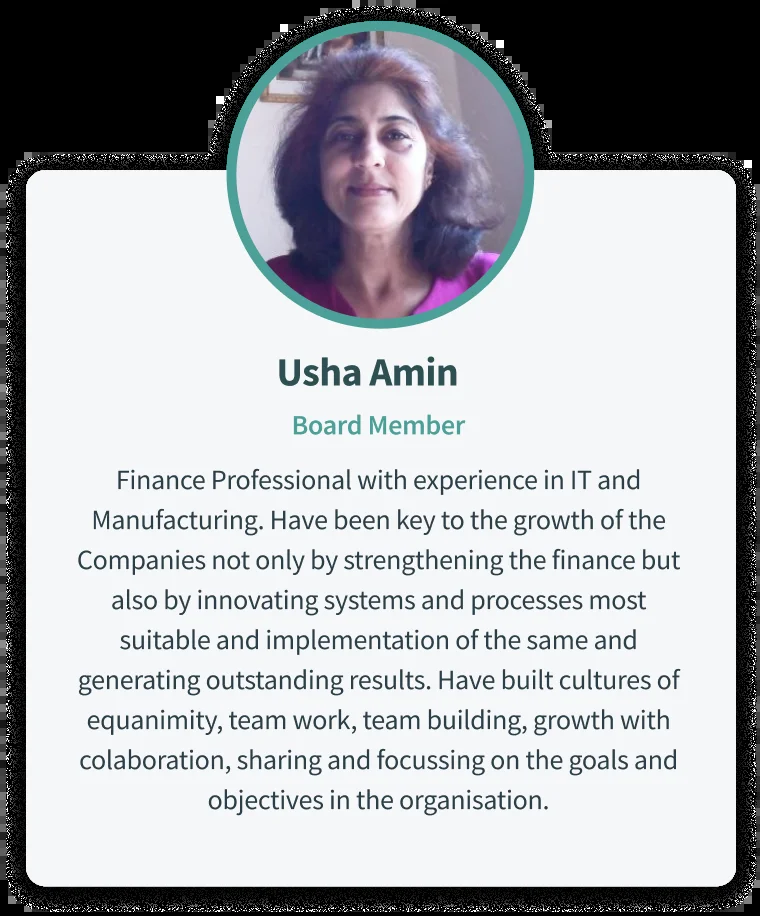 Usha Amin
Board Member
Finance Professional with experience in IT and
Manufacturing. Have been key to the growth of the
Companies not only by strengthening the finance but
also by innovating systems and processes most
suitable and implementation of the same and
generating outstanding results. Have built cultures of
equanimity, team work, team building, growth with
colaboration, sharing and focussing on the goals and
objectives in the organisation.